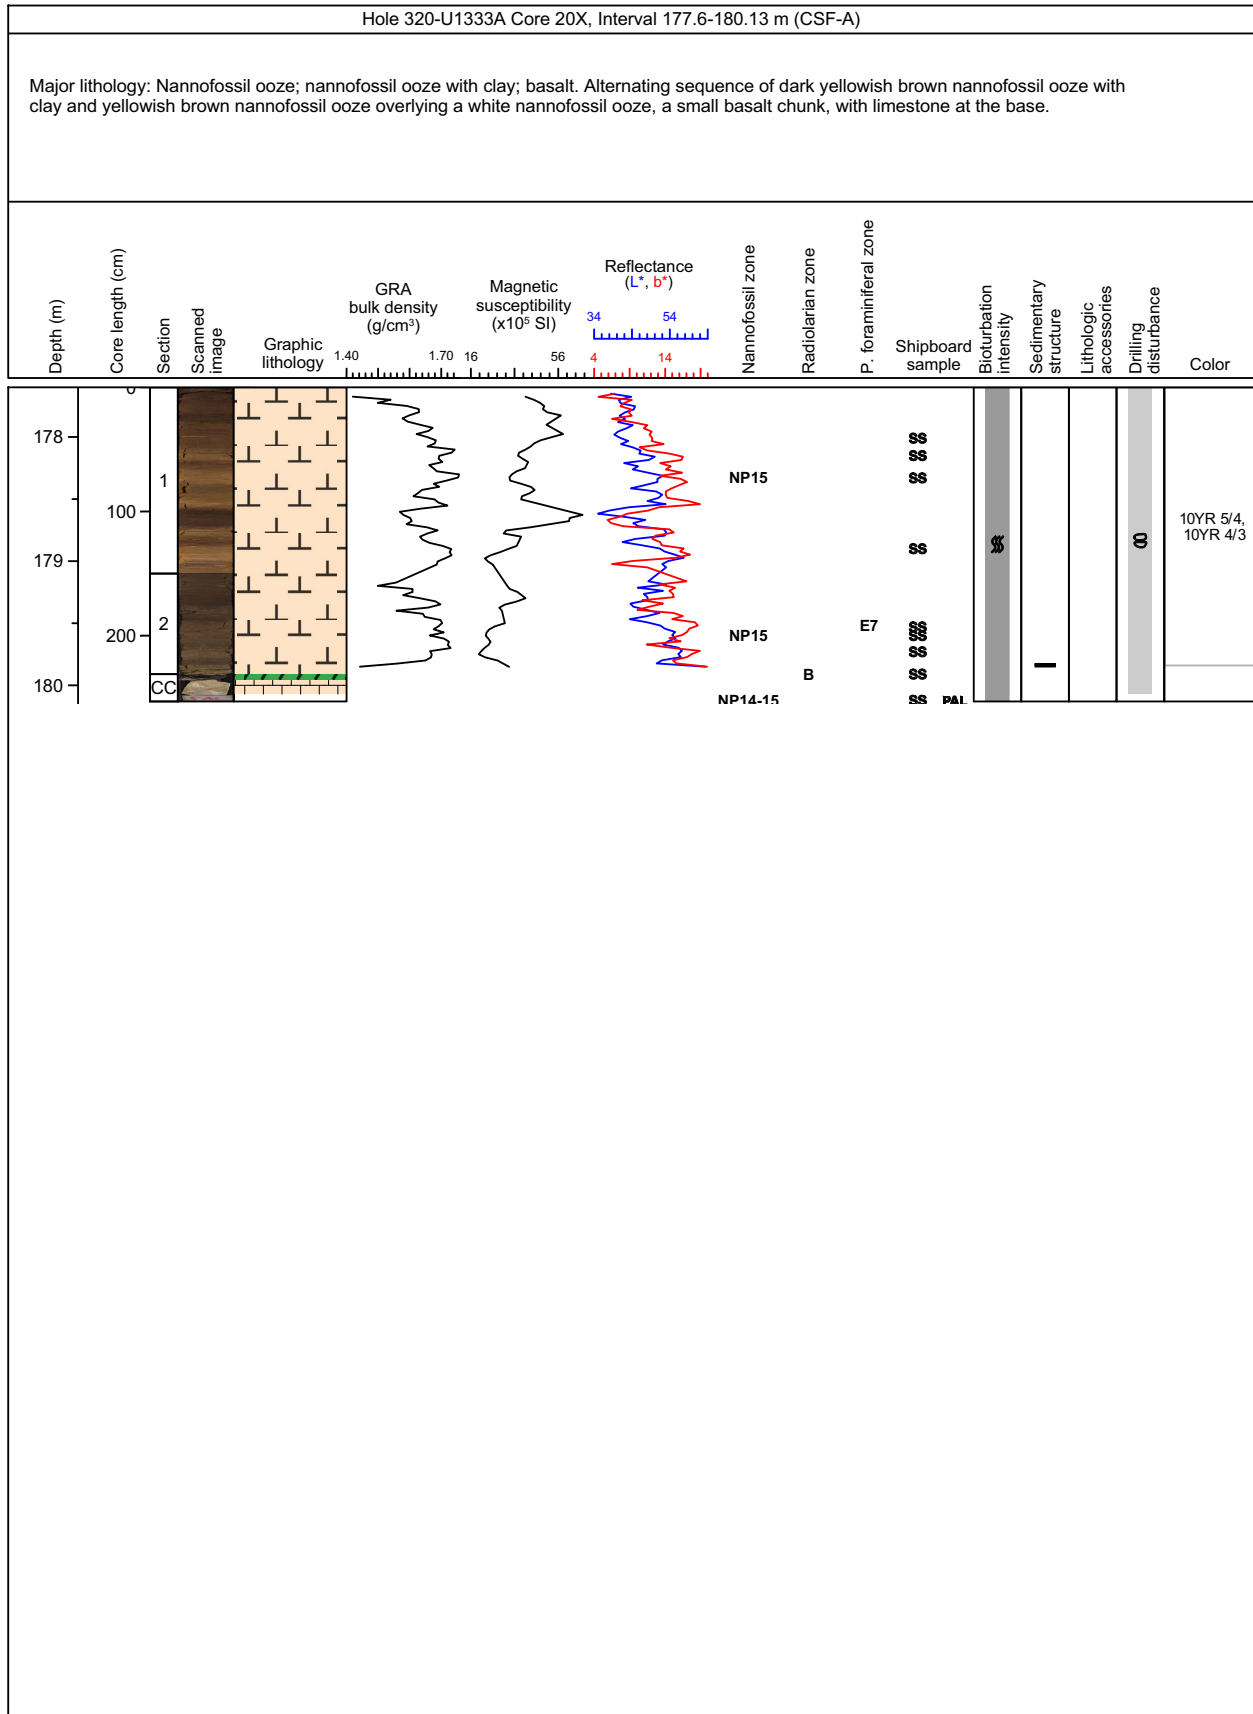 Hole 320-U1333A Core 20X, Interval 177.6-180.13 m (CSF-A)
Major lithology: Nannofossil ooze; nannofossil ooze with clay; basalt. Alternating sequence of dark yellowish brown nannofossil ooze with
clay and yellowish brown nannofossil ooze overlying a white nannofossil ooze, a small basalt chunk, with limestone at the base.
Depth (m)
Core length (cm)
Section
Scanned
image
Graphic
lithology
GRA
bulk density
(g/cm³)
1.40 1.70
Magnetic
susceptibility
(x10⁵ SI)
16 56
Reflectance
(L*, b*)
34 54
4 14
Nannofossil zone
Radiolarian zone
P. foraminiferal zone
Shipboard
sample
Bioturbation
intensity
Sedimentary
structure
Lithologic
accessories
Drilling
disturbance
Color
0
178
SS
SS
1
NP15
SS
100
10YR 5/4,
10YR 4/3
179
SS
2
200
NP15
E7
SS
SS
SS
180
CC
B
SS
NP14-15
SS PAL